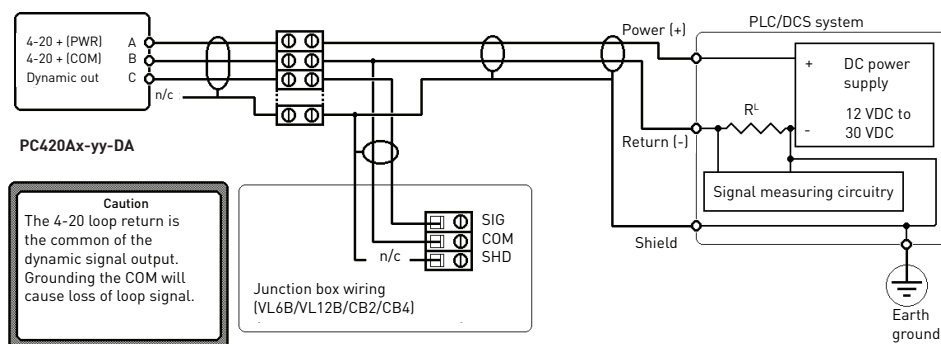 4-20 + (PWR) A
4-20 + (COM) B
Dynamic out C
n/c
PC420Ax-yy-DA
Caution
The 4-20 loop return is
the common of the
dynamic signal output.
Grounding the COM will
cause loss of loop signal.
n/c
SIG
COM
SHD
Junction box wiring
(VL6B/VL12B/CB2/CB4)
Power (+)
Return (-)
Shield
PLC/DCS system
+
-
DC power
supply
12 VDC to
30 VDC
Rᴸ
Signal measuring circuitry
Earth
ground